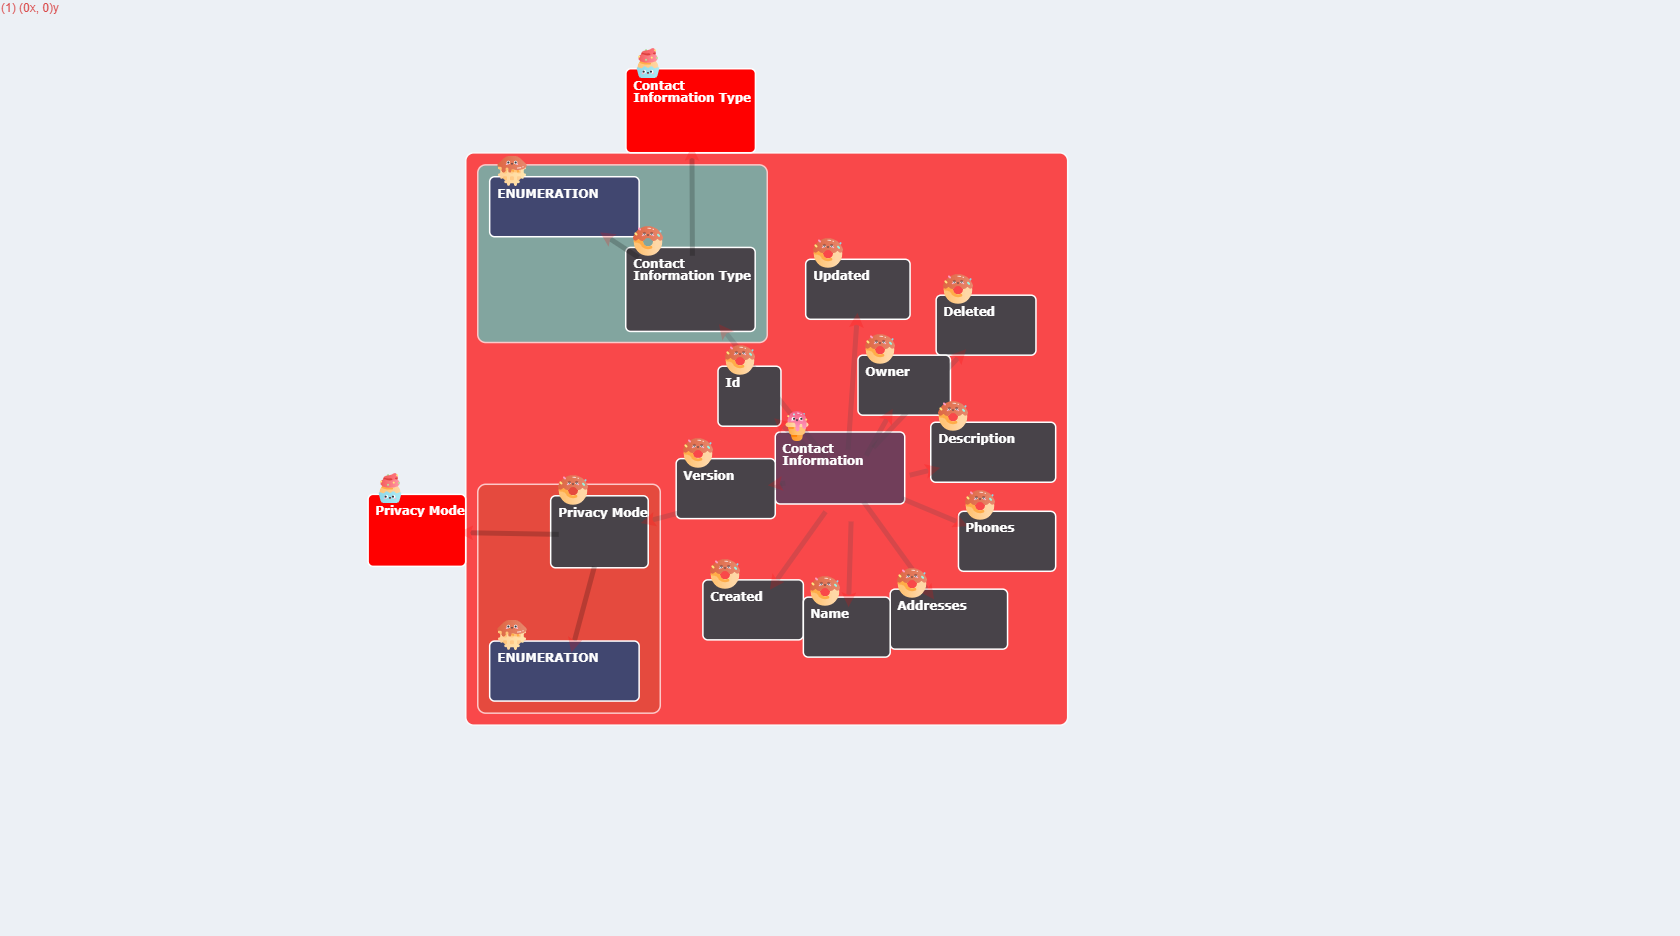 (1) (0x, 0)y
Contact
Information Type
ENUMERATION
Contact
Information Type
Updated
Deleted
Owner
Id
Description
Contact
Information
Version
Privacy Mode
Privacy Mode
Phones
Created
Name
Addresses
ENUMERATION